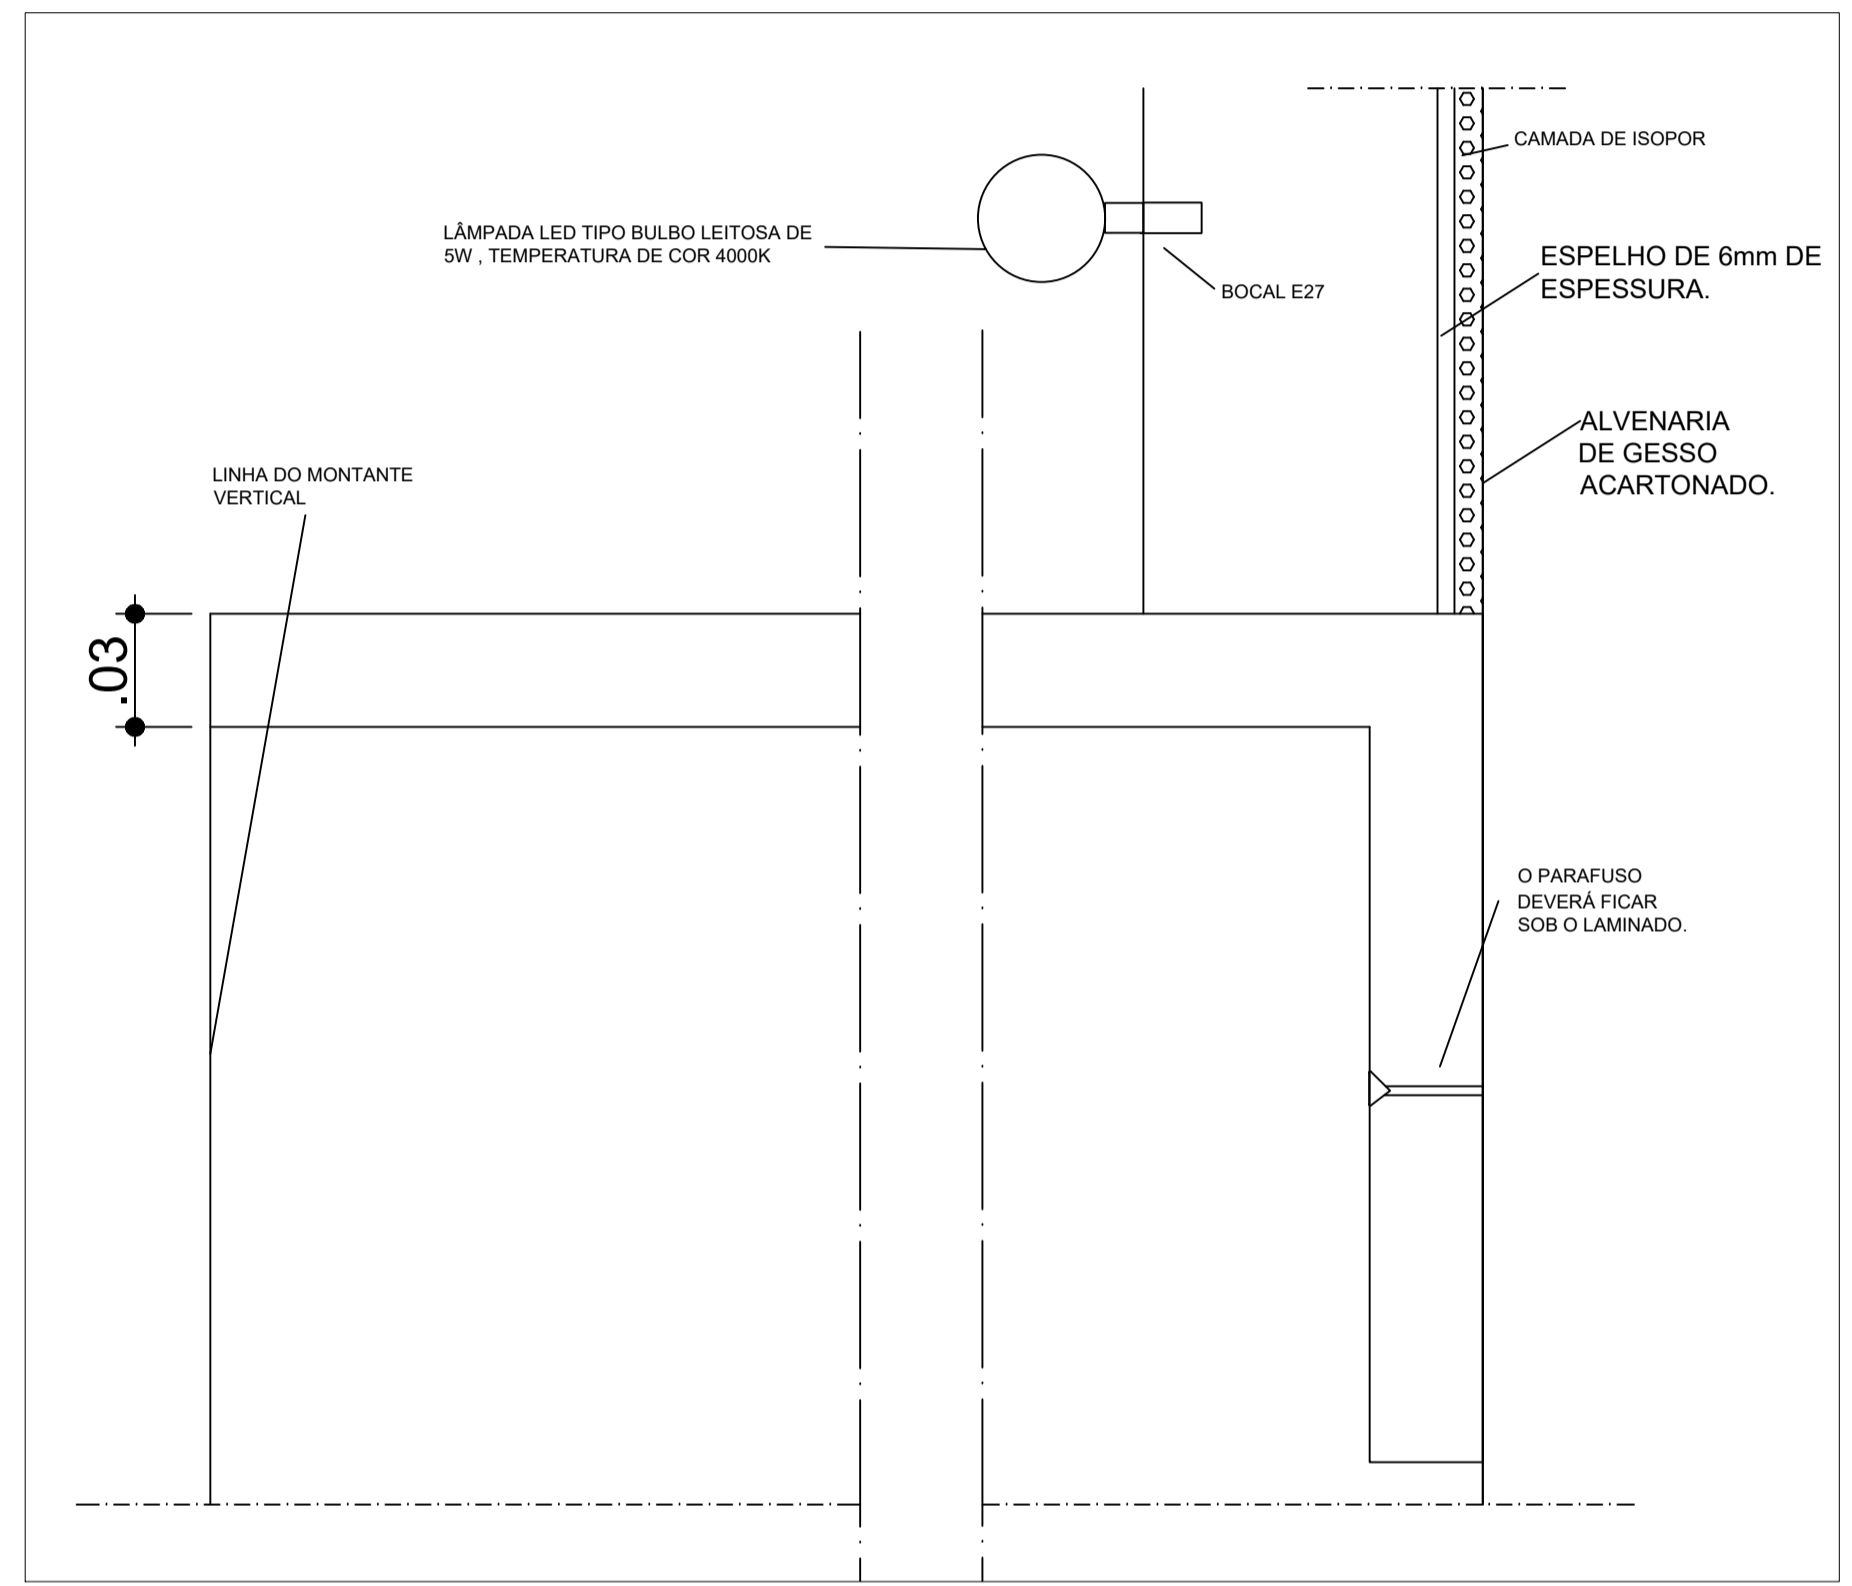 CAMADA DE ISOPOR
LÂMPADA LED TIPO BULBO LEITOSA DE
5W , TEMPERATURA DE COR 4000K
BOCAL E27
ESPELHO DE 6mm DE
ESPESSURA.
ALVENARIA
DE GESSO
ACARTONADO.
LINHA DO MONTANTE
VERTICAL
.03
O PARAFUSO
DEVERÁ FICAR
SOB O LAMINADO.